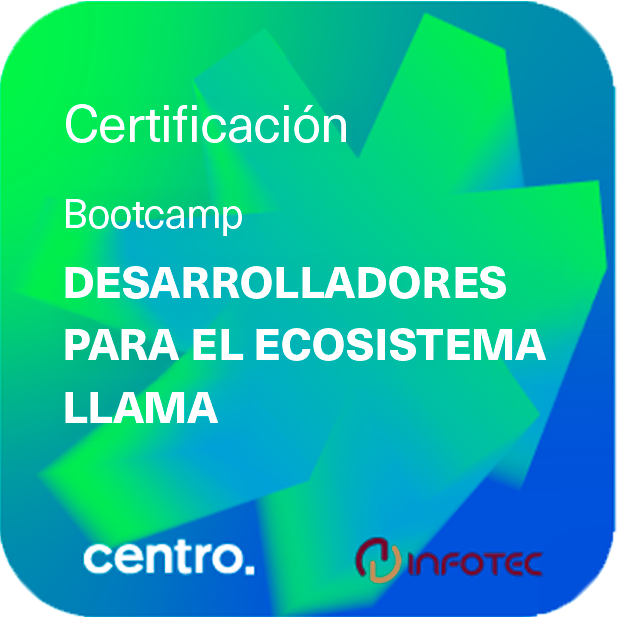 Certificación
Bootcamp
DESARROLLADORES
PARA EL ECOSISTEMA
LLAMA
centro.
INFOTEC